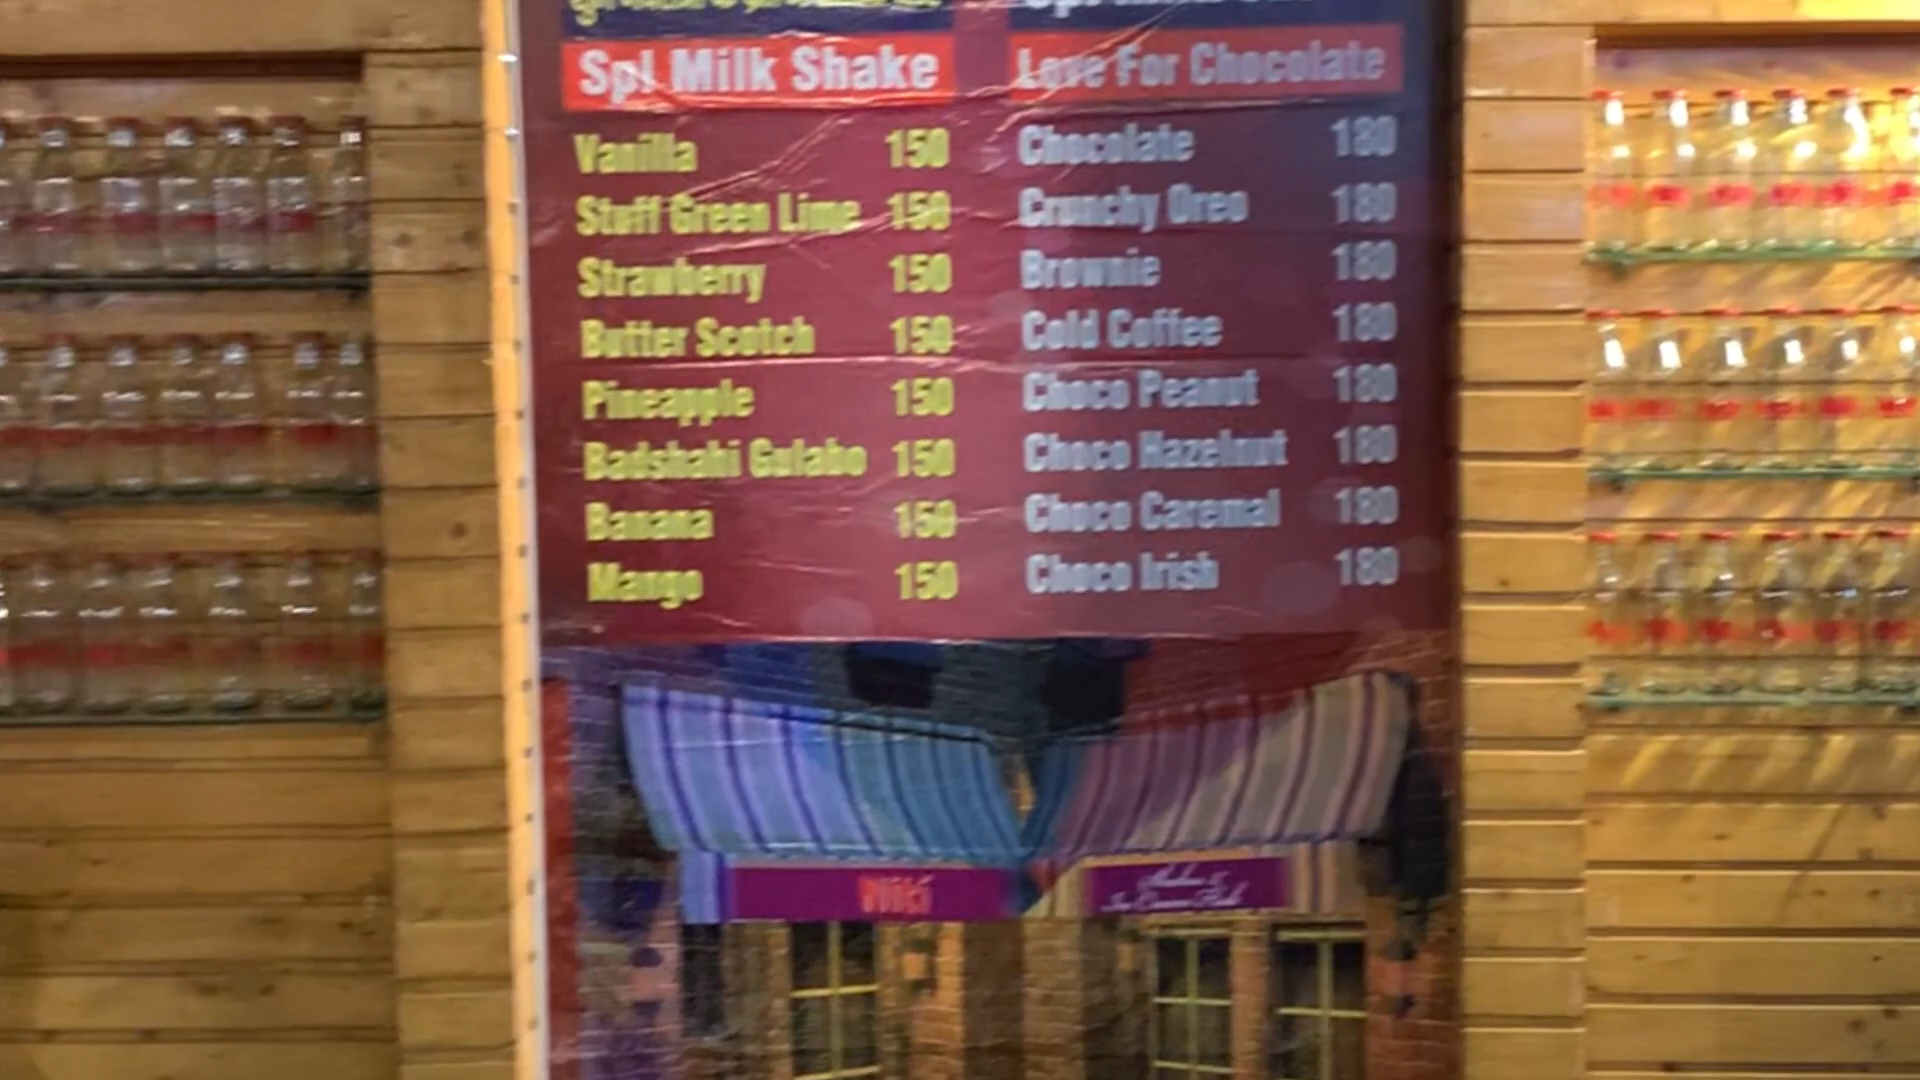 Spl Milk Shake
Vanilla 150
Stuff Green Lime 150
Strawberry 150
Butter Scotch 150
Pineapple 150
Badshahi Gulabo 150
Banana 150
Mango 150
Love For Chocolate
Chocolate 180
Crunchy Oreo 180
Brownie 180
Cold Coffee 180
Choco Peanut 180
Choco Hazelnut 180
Choco Caremal 180
Choco Irish 180